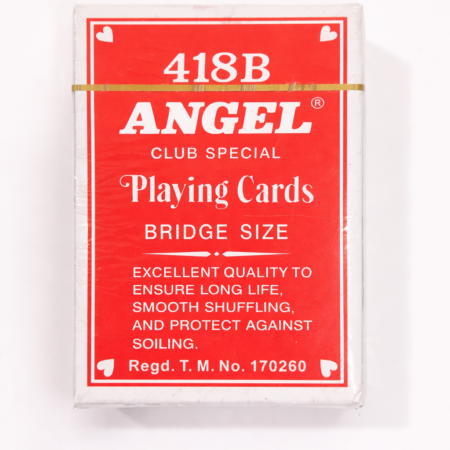 418B
ANGEL®
CLUB SPECIAL
Playing Cards
BRIDGE SIZE
EXCELLENT QUALITY TO
ENSURE LONG LIFE,
SMOOTH SHUFFLING,
AND PROTECT AGAINST
SOILING.
Regd. T. M. No. 170260